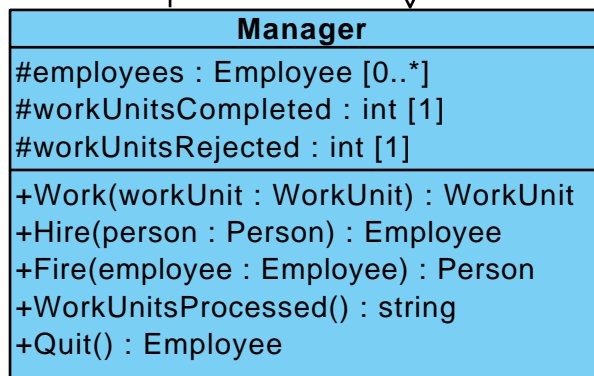 Manager
#employees : Employee [0..*]
#workUnitsCompleted : int [1]
#workUnitsRejected : int [1]
+Work(workUnit : WorkUnit) : WorkUnit
+Hire(person : Person) : Employee
+Fire(employee : Employee) : Person
+WorkUnitsProcessed() : string
+Quit() : Employee